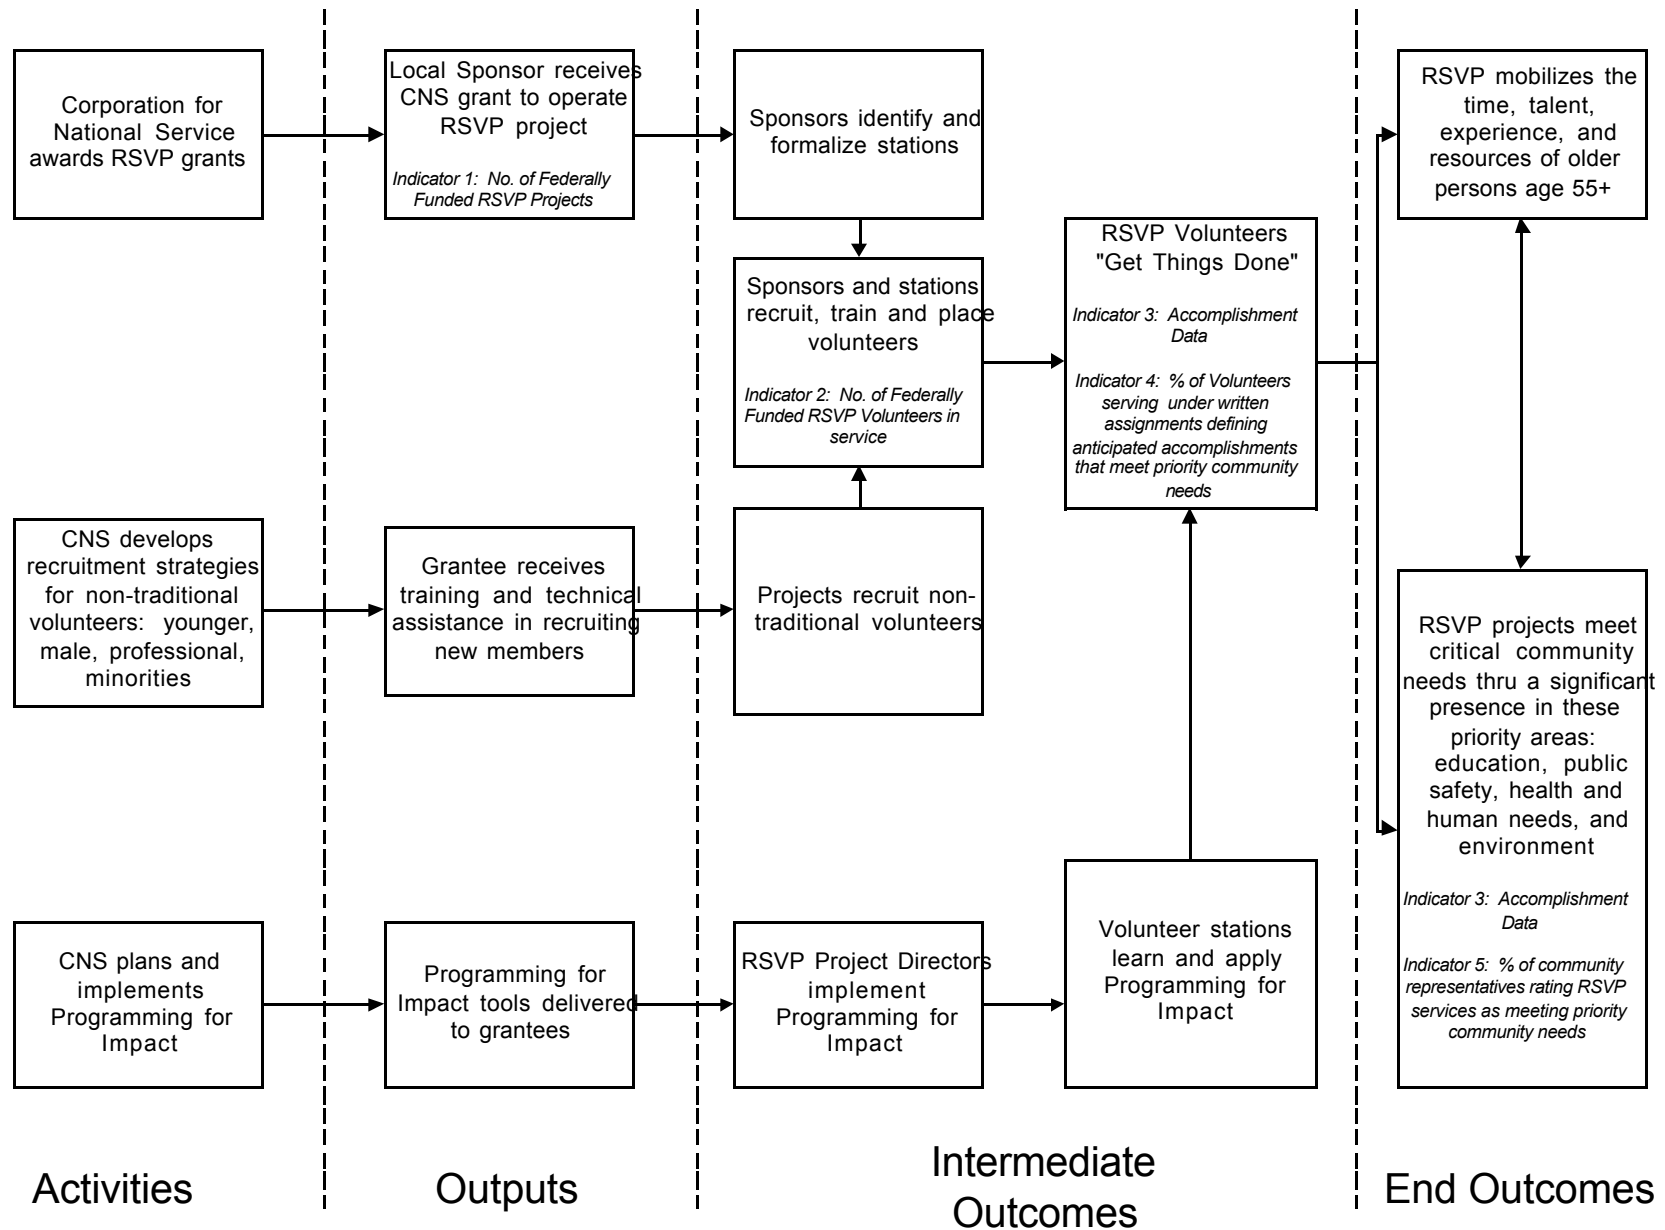 Corporation for
National Service
awards RSVP grants
Local Sponsor receives
CNS grant to operate
RSVP project
Indicator 1: No. of Federally
Funded RSVP Projects
Sponsors identify and
formalize stations
RSVP mobilizes the
time, talent,
experience, and
resources of older
persons age 55+
Sponsors and stations
recruit, train and place
volunteers
Indicator 2: No. of Federally
Funded RSVP Volunteers in
service
RSVP Volunteers
"Get Things Done"
Indicator 3: Accomplishment
Data
Indicator 4: % of Volunteers
serving under written
assignments defining
anticipated accomplishments
that meet priority community
needs
CNS develops
recruitment strategies
for non-traditional
volunteers: younger,
male, professional,
minorities
Grantee receives
training and technical
assistance in recruiting
new members
Projects recruit non-
traditional volunteers
RSVP projects meet
critical community
needs thru a significant
presence in these
priority areas:
education, public
safety, health and
human needs, and
environment
Indicator 3: Accomplishment
Data
Indicator 5: % of community
representatives rating RSVP
services as meeting priority
community needs
CNS plans and
implements
Programming for
Impact
Programming for
Impact tools delivered
to grantees
RSVP Project Directors
implement
Programming for
Impact
Volunteer stations
learn and apply
Programming for
Impact
Activities
Outputs
Intermediate
Outcomes
End Outcomes